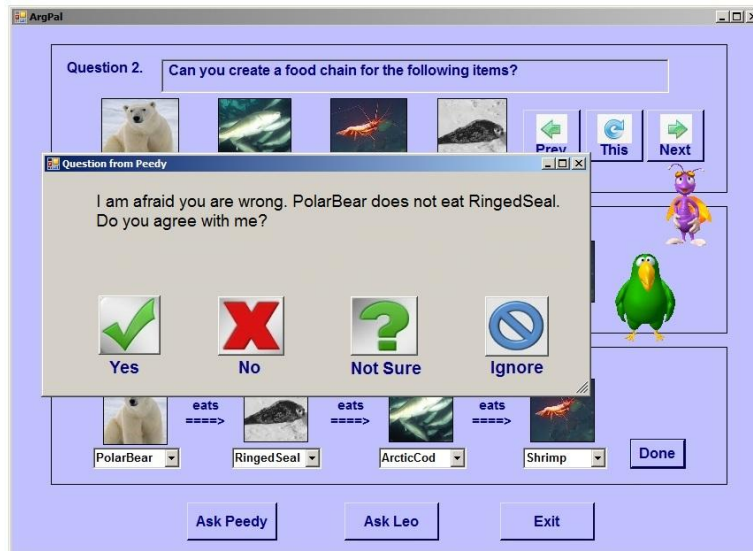 ArgPal
Question 2.
Can you create a food chain for the following items?
Prev
This
Next
Question from Peedy
I am afraid you are wrong. PolarBear does not eat RingedSeal.
Do you agree with me?
Yes
No
Not Sure
Ignore
eats
====>
eats
====>
eats
====>
PolarBear
RingedSeal
ArcticCod
Shrimp
Done
Ask Peedy
Ask Leo
Exit